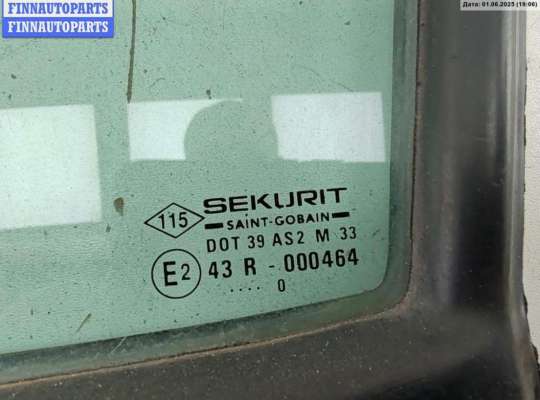 FINNAUTOPARTS
FINNAUTOPARTS
Дата: 01.06.2025 (19:06)
115
SEKURIT
SAINT-GOBAIN
DOT 39 AS2 M 33
E2 43 R - 000464
.... 0